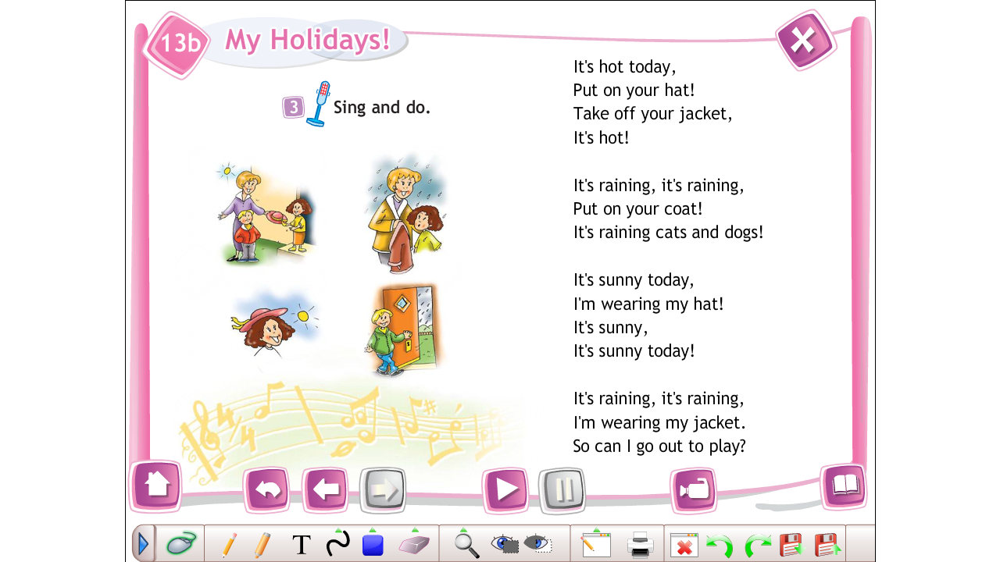 13b
My Holidays!
3 Sing and do.
It's hot today,
Put on your hat!
Take off your jacket,
It's hot!
It's raining, it's raining,
Put on your coat!
It's raining cats and dogs!
It's sunny today,
I'm wearing my hat!
It's sunny,
It's sunny today!
It's raining, it's raining,
I'm wearing my jacket.
So can I go out to play?
T